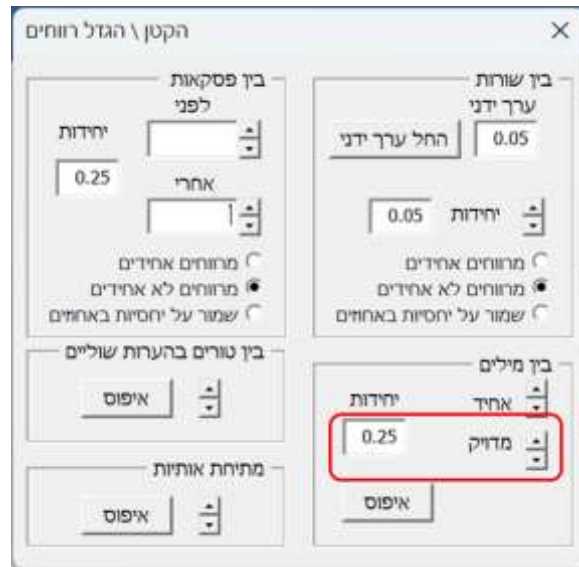 הקטן \ הגדל רווחים
בין שורות
ערך ידני
0.05
החל ערך ידני
יחידות
0.05
מרווחים אחידים
מרווחים לא אחידים
שמור על יחסיות באחוזים
בין מילים
אחיד
יחידות
מדויק
0.25
איפוס
בין פסקאות
לפני
יחידות
0.25
אחרי
מרווחים אחידים
מרווחים לא אחידים
שמור על יחסיות באחוזים
בין טורים בהערות שוליים
איפוס
מתיחת אותיות
איפוס